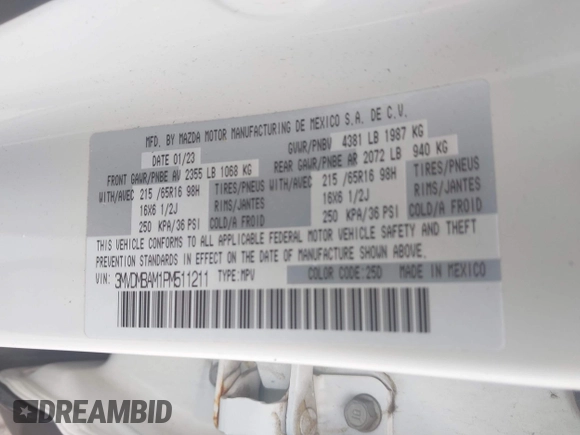 MFD. BY MAZDA MOTOR MANUFACTURING DE MEXICO S.A. DE C.V.
DATE 01/23 GVWR/PNBV 4381 LB 1987 KG
FRONT GAWR/PNBE AV 2355 LB 1068 KG REAR GAWR/PNBE AR 2072 LB 940 KG
WITH/AVEC 215 /65R16 98H TIRES/PNEUS WITH/AVEC 215 /65R16 98H TIRES/PNEUS
16X6 1/2J RIMS/JANTES 16X6 1/2J RIMS/JANTES
250 KPA/36 PSI COLD/A FROID 250 KPA/36 PSI COLD/A FROID
THIS VEHICLE CONFORMS TO ALL APPLICABLE FEDERAL MOTOR VEHICLE SAFETY AND THEFT
PREVENTION STANDARDS IN EFFECT ON THE DATE OF MANUFACTURE SHOWN ABOVE.
VIN: 3MVDMBAM1PM511211 TYPE: MPV COLOR CODE: 25D MADE IN MEXICO
DREAMBID